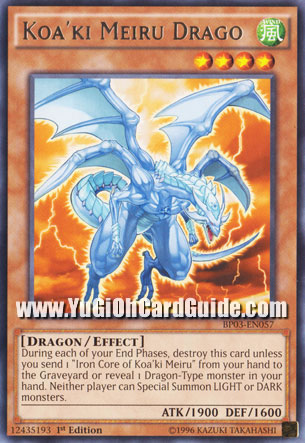 KOA'KI MEIRU DRAGO
風
www.YuGiOhCardGuide.com
BP03-EN057
[DRAGON / EFFECT]
During each of your End Phases, destroy this card unless
you send 1 "Iron Core of Koa'ki Meiru" from your hand to
the Graveyard or reveal 1 Dragon-Type monster in your
hand. Neither player can Special Summon LIGHT or DARK
monsters.
ATK/1900 DEF/1600
12435193 1st Edition ©1996 KAZUKI TAKAHASHI